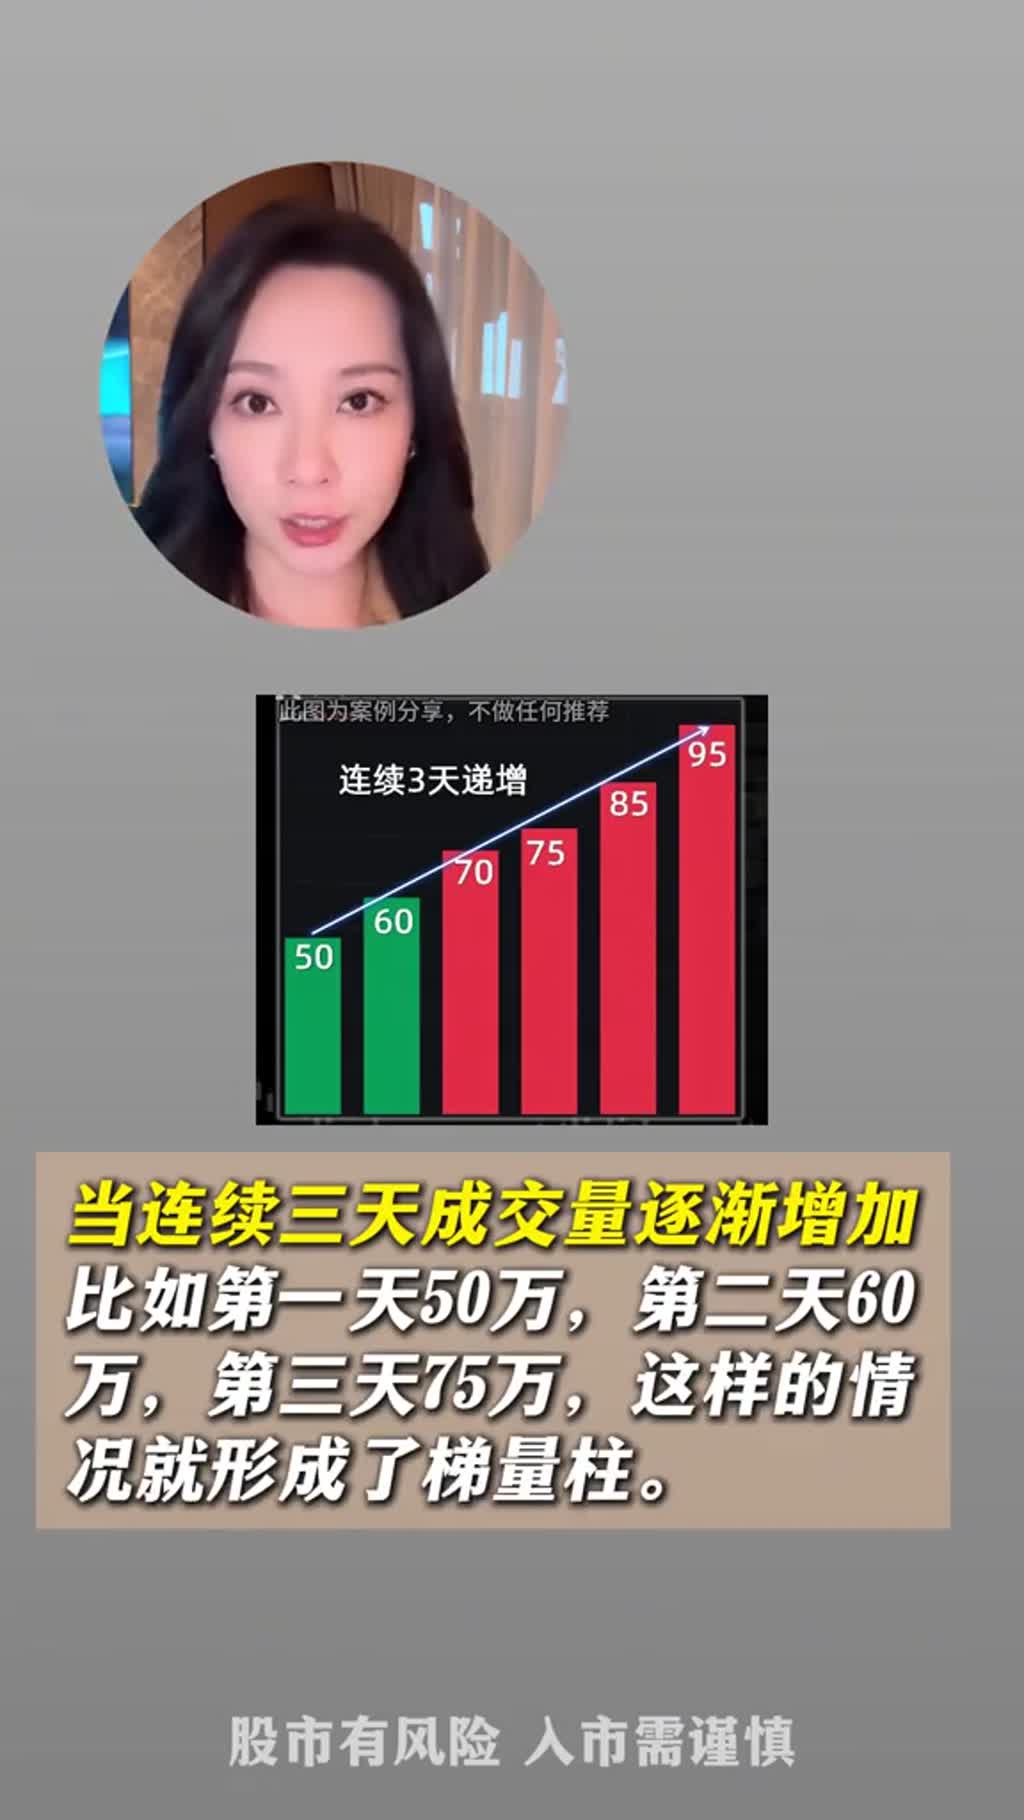 此图为案例分享，不做任何推荐
连续3天递增
50
60
70
75
85
95
当连续三天成交量逐渐增加
比如第一天50万，第二天60
万，第三天75万，这样的情
况就形成了梯量柱。
股市有风险 入市需谨慎